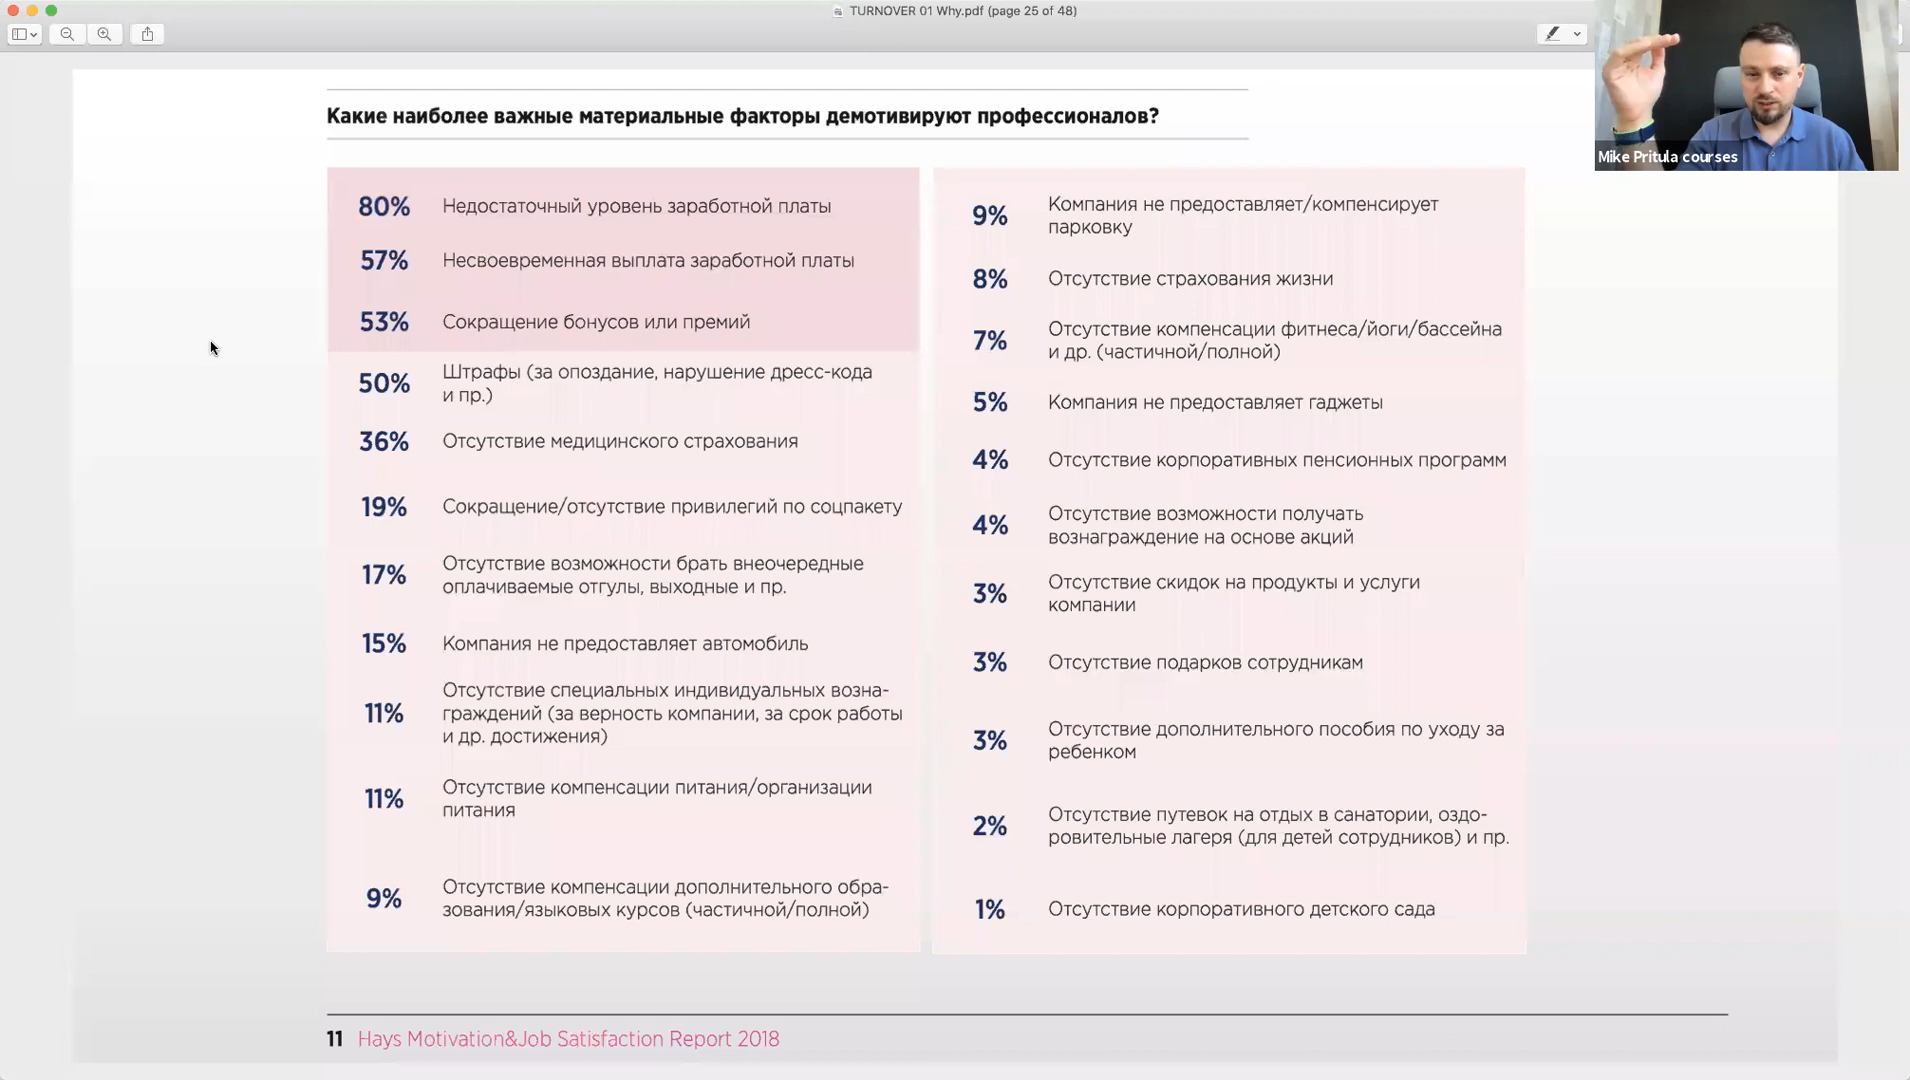 TURNOVER 01 Why.pdf (page 25 of 48)
Mike Pritula courses
Какие наиболее важные материальные факторы демотивируют профессионалов?
80% Недостаточный уровень заработной платы
57% Несвоевременная выплата заработной платы
53% Сокращение бонусов или премий
50% Штрафы (за опоздание, нарушение дресс-кода
и пр.)
36% Отсутствие медицинского страхования
19% Сокращение/отсутствие привилегий по соцпакету
17% Отсутствие возможности брать внеочередные
оплачиваемые отгулы, выходные и пр.
15% Компания не предоставляет автомобиль
11% Отсутствие специальных индивидуальных возна-
граждений (за верность компании, за срок работы
и др. достижения)
11% Отсутствие компенсации питания/организации
питания
9% Отсутствие компенсации дополнительного обра-
зования/языковых курсов (частичной/полной)
9% Компания не предоставляет/компенсирует
парковку
8% Отсутствие страхования жизни
7% Отсутствие компенсации фитнеса/йоги/бассейна
и др. (частичной/полной)
5% Компания не предоставляет гаджеты
4% Отсутствие корпоративных пенсионных программ
4% Отсутствие возможности получать
вознаграждение на основе акций
3% Отсутствие скидок на продукты и услуги
компании
3% Отсутствие подарков сотрудникам
3% Отсутствие дополнительного пособия по уходу за
ребенком
2% Отсутствие путевок на отдых в санатории, оздо-
ровительные лагеря (для детей сотрудников) и пр.
1% Отсутствие корпоративного детского сада
11 Hays Motivation&Job Satisfaction Report 2018